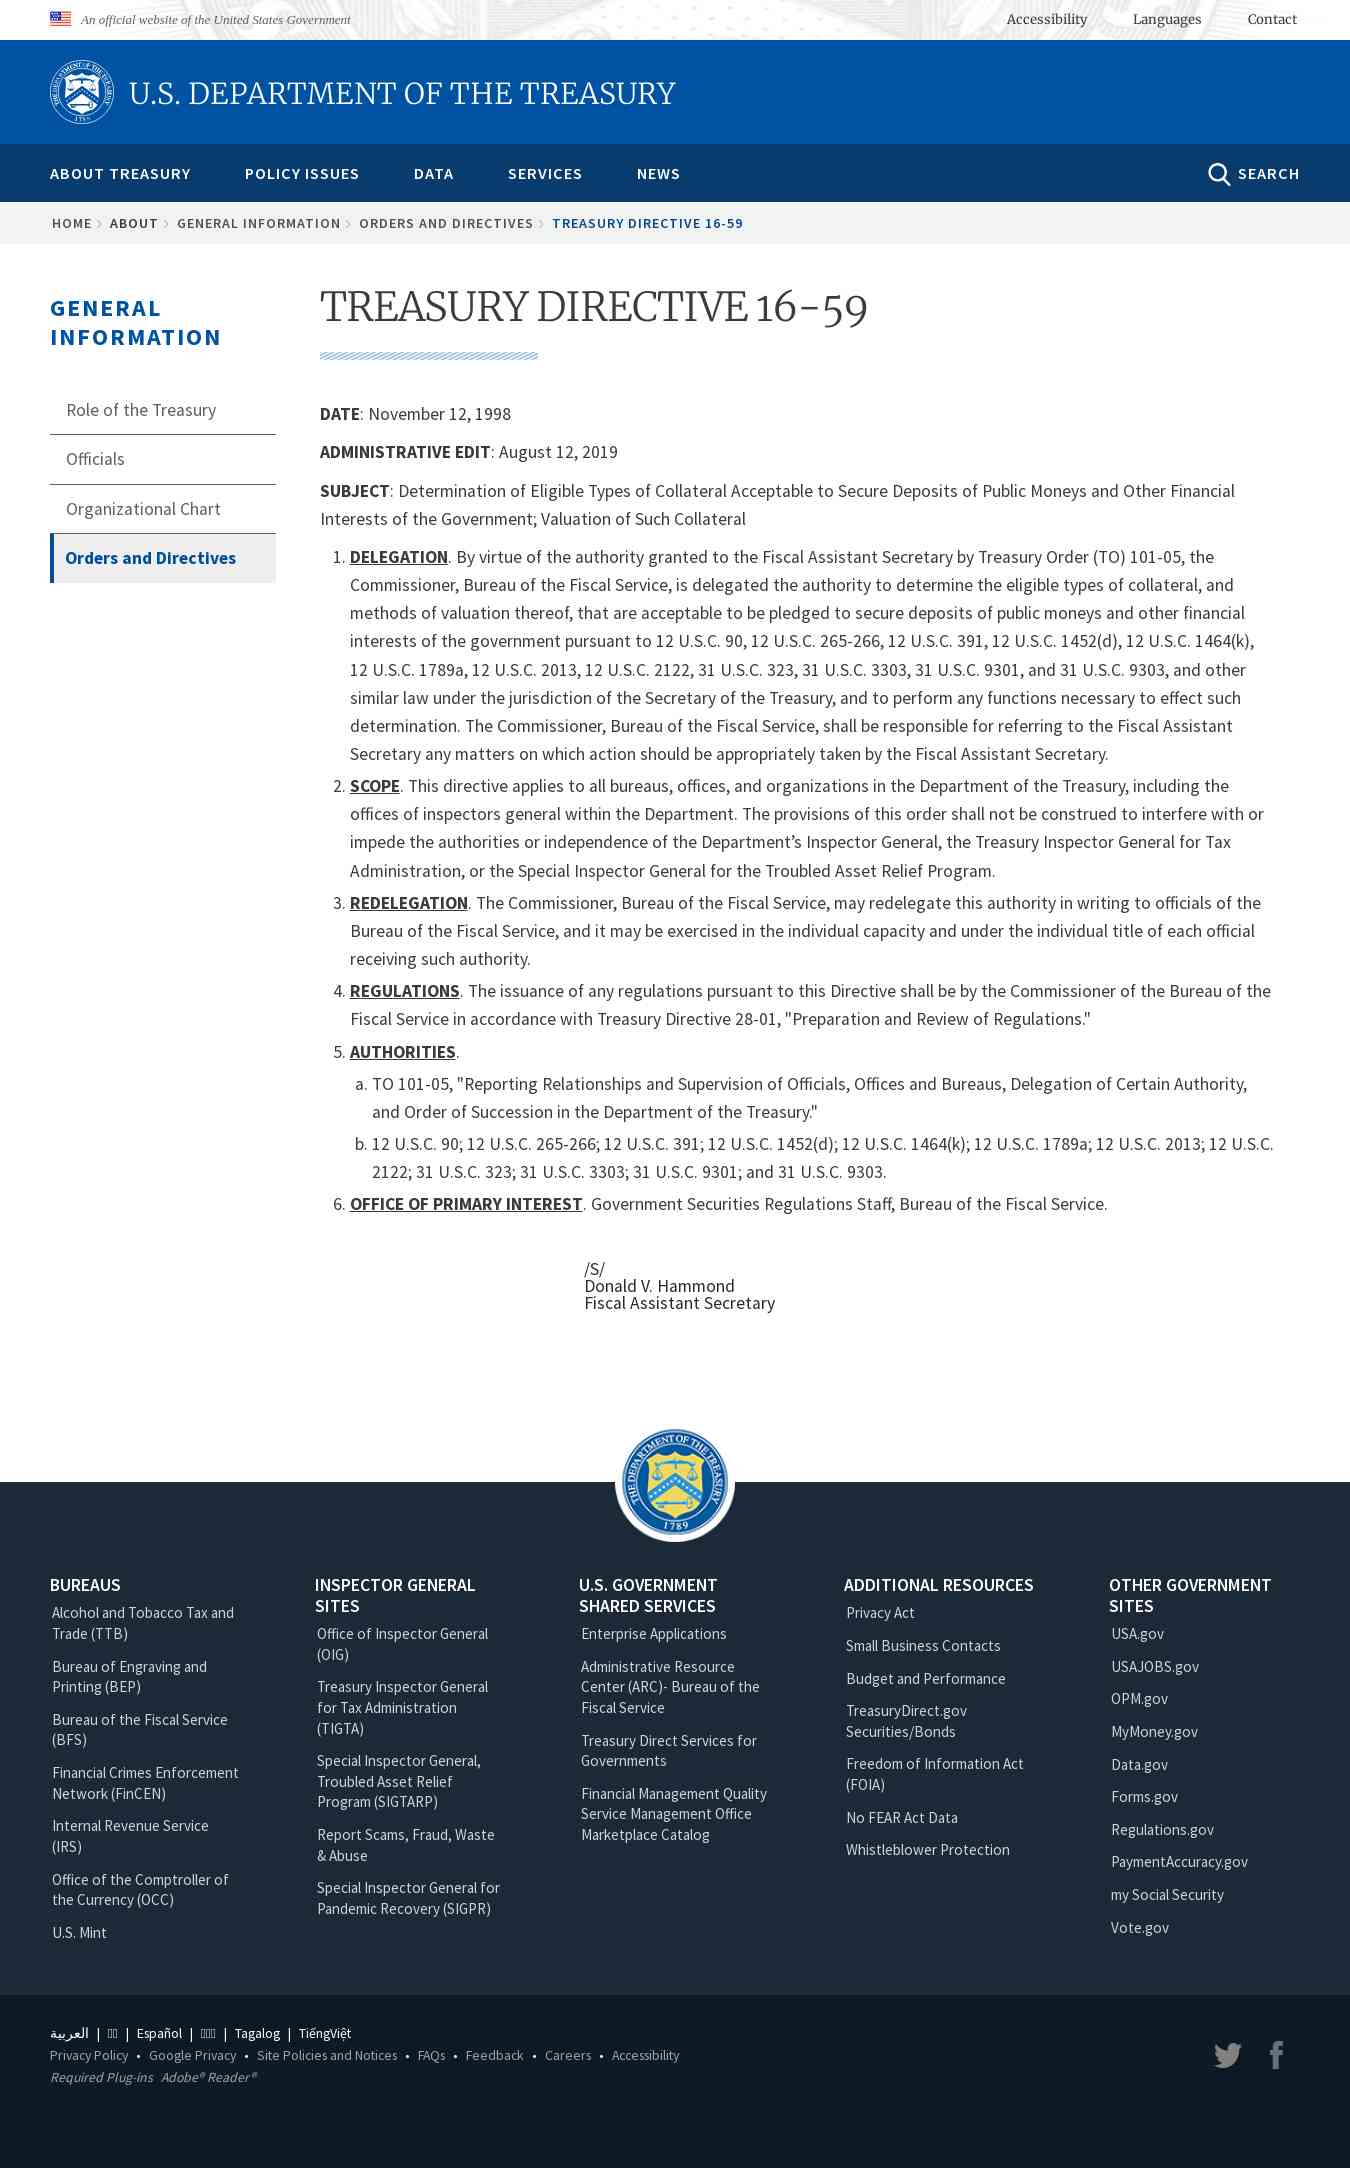 An official website of the United States Government
Accessibility Languages Contact
U.S. DEPARTMENT OF THE TREASURY
ABOUT TREASURY POLICY ISSUES DATA SERVICES NEWS SEARCH
HOME ABOUT GENERAL INFORMATION ORDERS AND DIRECTIVES TREASURY DIRECTIVE 16-59
GENERAL
INFORMATION
Role of the Treasury
Officials
Organizational Chart
Orders and Directives
TREASURY DIRECTIVE 16-59
DATE: November 12, 1998
ADMINISTRATIVE EDIT: August 12, 2019
SUBJECT: Determination of Eligible Types of Collateral Acceptable to Secure Deposits of Public Moneys and Other Financial
Interests of the Government; Valuation of Such Collateral
1. DELEGATION. By virtue of the authority granted to the Fiscal Assistant Secretary by Treasury Order (TO) 101-05, the
Commissioner, Bureau of the Fiscal Service, is delegated the authority to determine the eligible types of collateral, and
methods of valuation thereof, that are acceptable to be pledged to secure deposits of public moneys and other financial
interests of the government pursuant to 12 U.S.C. 90, 12 U.S.C. 265-266, 12 U.S.C. 391, 12 U.S.C. 1452(d), 12 U.S.C. 1464(k),
12 U.S.C. 1789a, 12 U.S.C. 2013, 12 U.S.C. 2122, 31 U.S.C. 323, 31 U.S.C. 3303, 31 U.S.C. 9301, and 31 U.S.C. 9303, and other
similar law under the jurisdiction of the Secretary of the Treasury, and to perform any functions necessary to effect such
determination. The Commissioner, Bureau of the Fiscal Service, shall be responsible for referring to the Fiscal Assistant
Secretary any matters on which action should be appropriately taken by the Fiscal Assistant Secretary.
2. SCOPE. This directive applies to all bureaus, offices, and organizations in the Department of the Treasury, including the
offices of inspectors general within the Department. The provisions of this order shall not be construed to interfere with or
impede the authorities or independence of the Department’s Inspector General, the Treasury Inspector General for Tax
Administration, or the Special Inspector General for the Troubled Asset Relief Program.
3. REDELEGATION. The Commissioner, Bureau of the Fiscal Service, may redelegate this authority in writing to officials of the
Bureau of the Fiscal Service, and it may be exercised in the individual capacity and under the individual title of each official
receiving such authority.
4. REGULATIONS. The issuance of any regulations pursuant to this Directive shall be by the Commissioner of the Bureau of the
Fiscal Service in accordance with Treasury Directive 28-01, "Preparation and Review of Regulations."
5. AUTHORITIES.
a. TO 101-05, "Reporting Relationships and Supervision of Officials, Offices and Bureaus, Delegation of Certain Authority,
and Order of Succession in the Department of the Treasury."
b. 12 U.S.C. 90; 12 U.S.C. 265-266; 12 U.S.C. 391; 12 U.S.C. 1452(d); 12 U.S.C. 1464(k); 12 U.S.C. 1789a; 12 U.S.C. 2013; 12 U.S.C.
2122; 31 U.S.C. 323; 31 U.S.C. 3303; 31 U.S.C. 9301; and 31 U.S.C. 9303.
6. OFFICE OF PRIMARY INTEREST. Government Securities Regulations Staff, Bureau of the Fiscal Service.
/S/
Donald V. Hammond
Fiscal Assistant Secretary
THE DEPARTMENT OF THE TREASURY
1789
BUREAUS
Alcohol and Tobacco Tax and
Trade (TTB)
Bureau of Engraving and
Printing (BEP)
Bureau of the Fiscal Service
(BFS)
Financial Crimes Enforcement
Network (FinCEN)
Internal Revenue Service
(IRS)
Office of the Comptroller of
the Currency (OCC)
U.S. Mint
INSPECTOR GENERAL
SITES
Office of Inspector General
(OIG)
Treasury Inspector General
for Tax Administration
(TIGTA)
Special Inspector General,
Troubled Asset Relief
Program (SIGTARP)
Report Scams, Fraud, Waste
& Abuse
Special Inspector General for
Pandemic Recovery (SIGPR)
U.S. GOVERNMENT
SHARED SERVICES
Enterprise Applications
Administrative Resource
Center (ARC)- Bureau of the
Fiscal Service
Treasury Direct Services for
Governments
Financial Management Quality
Service Management Office
Marketplace Catalog
ADDITIONAL RESOURCES
Privacy Act
Small Business Contacts
Budget and Performance
TreasuryDirect.gov
Securities/Bonds
Freedom of Information Act
(FOIA)
No FEAR Act Data
Whistleblower Protection
OTHER GOVERNMENT
SITES
USA.gov
USAJOBS.gov
OPM.gov
MyMoney.gov
Data.gov
Forms.gov
Regulations.gov
PaymentAccuracy.gov
my Social Security
Vote.gov
العربية | | Español | | Tagalog | TiếngViệt
Privacy Policy • Google Privacy • Site Policies and Notices • FAQs • Feedback • Careers • Accessibility
Required Plug-ins Adobe® Reader®